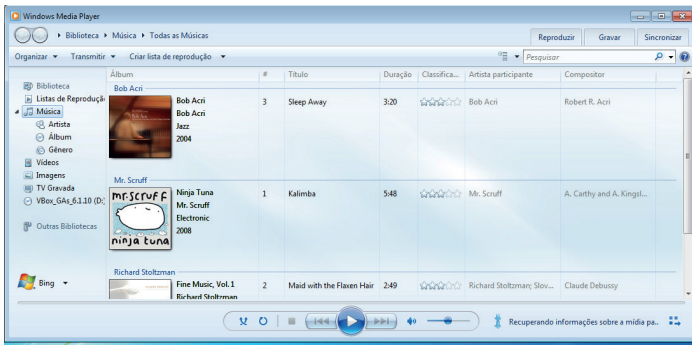 Windows Media Player
Biblioteca Música Todas as Músicas
Reproduzir Gravar Sincronizar
Organizar Transmitir Criar lista de reprodução Pesquisar
Álbum # Título Duração Classifica... Artista participante Compositor
Biblioteca
Listas de Reproduçã
Música
Artista
Álbum
Gênero
Vídeos
Imagens
TV Gravada
VBox_GAs_6.1.10 (D:)
Outras Bibliotecas
Bing
Bob Acri
Bob Acri 3 Sleep Away 3:20 Bob Acri Robert R. Acri
Bob Acri
Jazz
2004
Mr. Scruff
mr.scruff
ninja tuna
Ninja Tuna 1 Kalimba 5:48 Mr. Scruff A. Carthy and A. Kingsl...
Mr. Scruff
Electronic
2008
Richard Stoltzman
Fine Music, Vol. 1 2 Maid with the Flaxen Hair 2:49 Richard Stoltzman; Slov... Claude Debussy
Richard Stoltzman
Recuperando informações sobre a mídia pa..